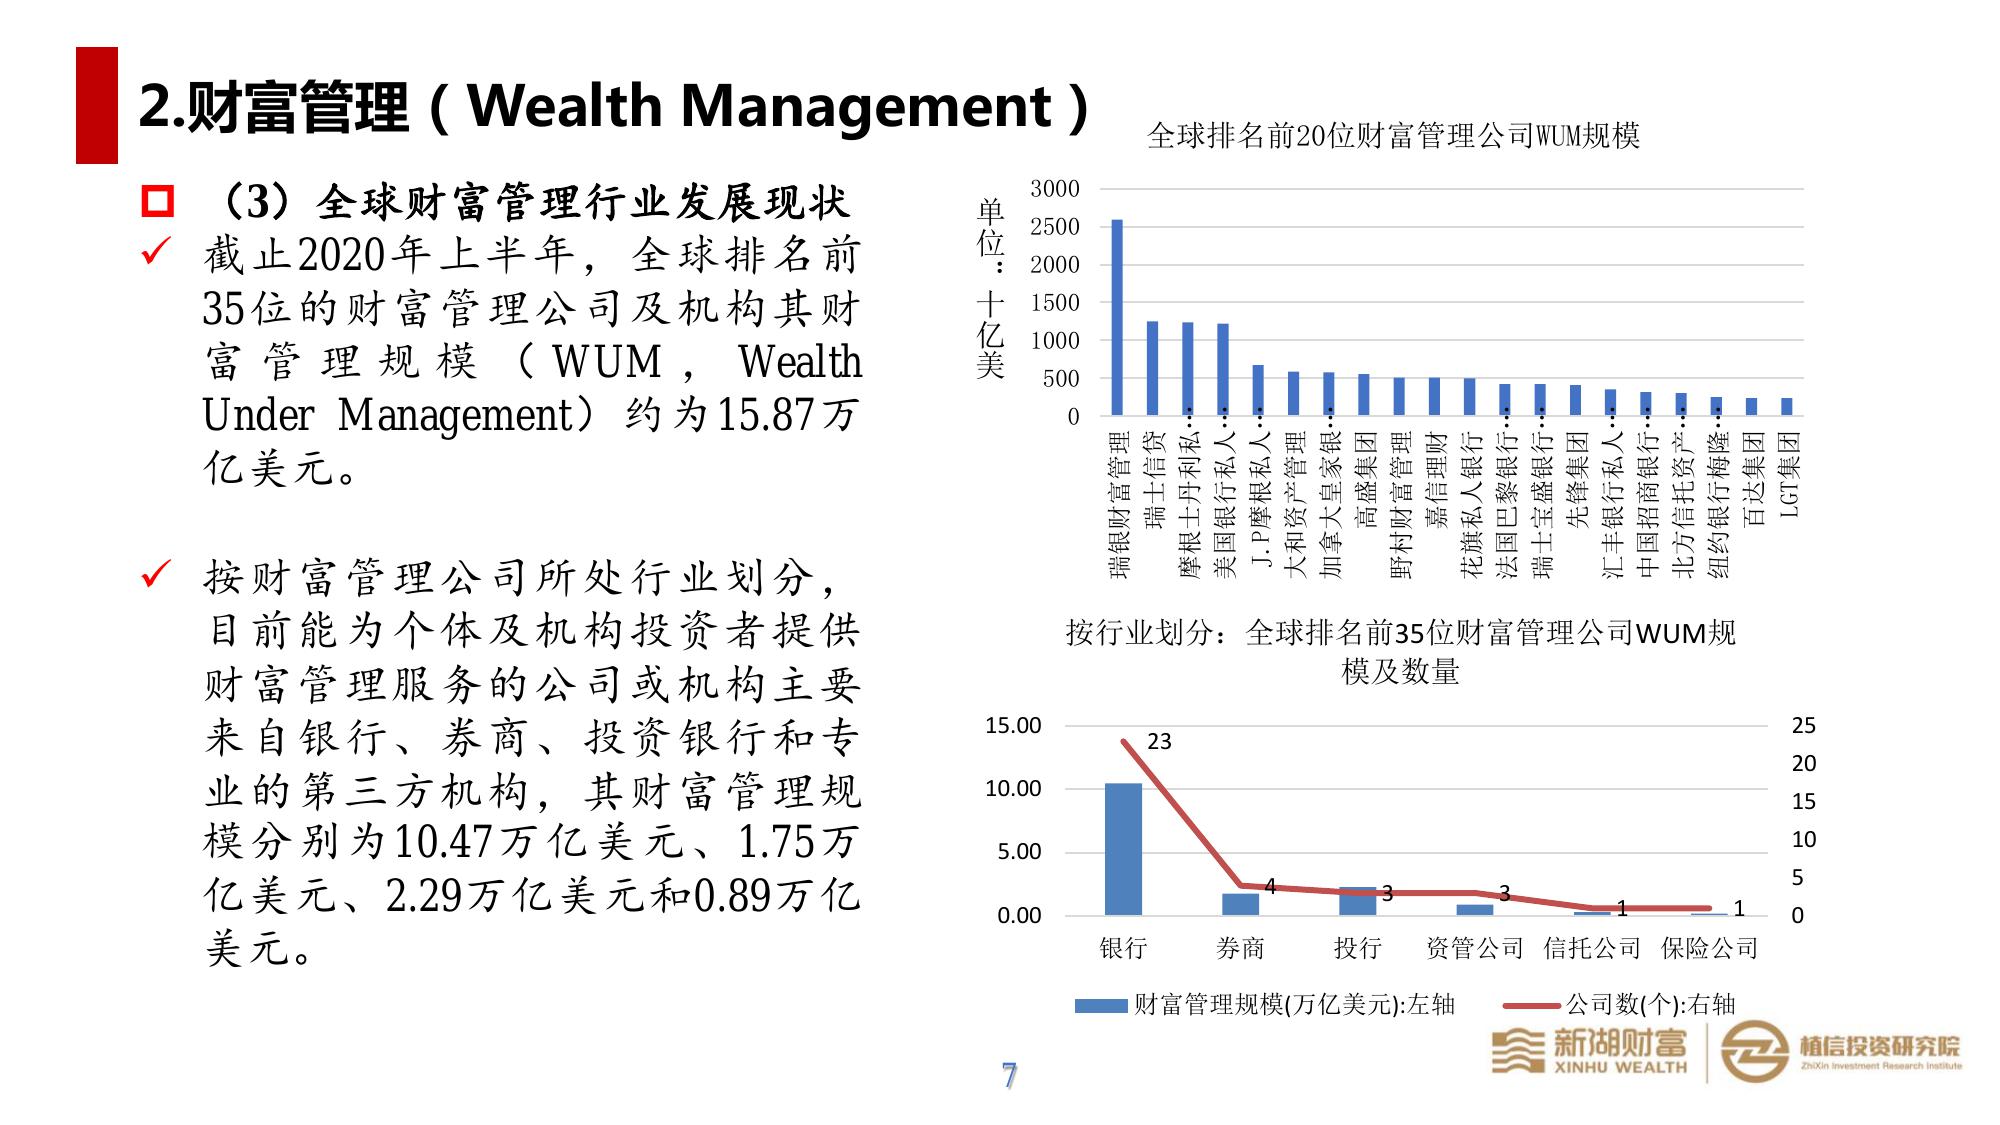 2.财富管理（Wealth Management）
（3）全球财富管理行业发展现状
截止2020年上半年，全球排名前
35位的财富管理公司及机构其财
富管理规模（WUM，Wealth
Under Management）约为15.87万
亿美元。
按财富管理公司所处行业划分，
目前能为个体及机构投资者提供
财富管理服务的公司或机构主要
来自银行、券商、投资银行和专
业的第三方机构，其财富管理规
模分别为10.47万亿美元、1.75万
亿美元、2.29万亿美元和0.89万亿
美元。
全球排名前20位财富管理公司WUM规模
单位：十亿美
3000
2500
2000
1500
1000
500
0
瑞银财富管理
瑞士信贷
摩根士丹利私…
美国银行私人…
J.P摩根私人…
大和资产管理
加拿大皇家银…
高盛集团
野村财富管理
嘉信理财
花旗私人银行
法国巴黎银行…
瑞士宝盛银行…
先锋集团
汇丰银行私人…
中国招商银行…
北方信托资产…
纽约银行梅隆…
百达集团
LGT集团
按行业划分：全球排名前35位财富管理公司WUM规
模及数量
15.00
10.00
5.00
0.00
25
20
15
10
5
0
23
4
3
3
1
1
银行
券商
投行
资管公司
信托公司
保险公司
财富管理规模(万亿美元):左轴
公司数(个):右轴
新湖财富
XINHU WEALTH
植信投资研究院
ZhiXin Investment Research Institute
7